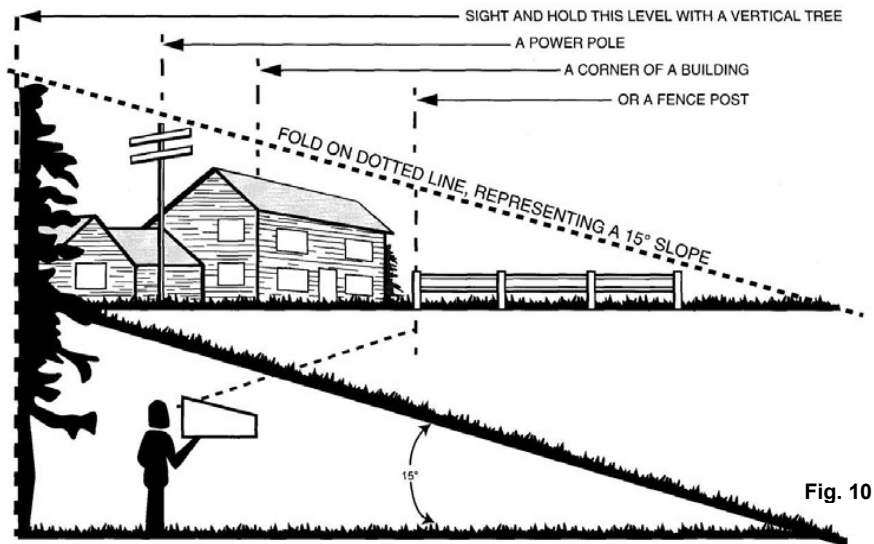 SIGHT AND HOLD THIS LEVEL WITH A VERTICAL TREE
A POWER POLE
A CORNER OF A BUILDING
OR A FENCE POST
FOLD ON DOTTED LINE, REPRESENTING A 15° SLOPE
15°
Fig. 10